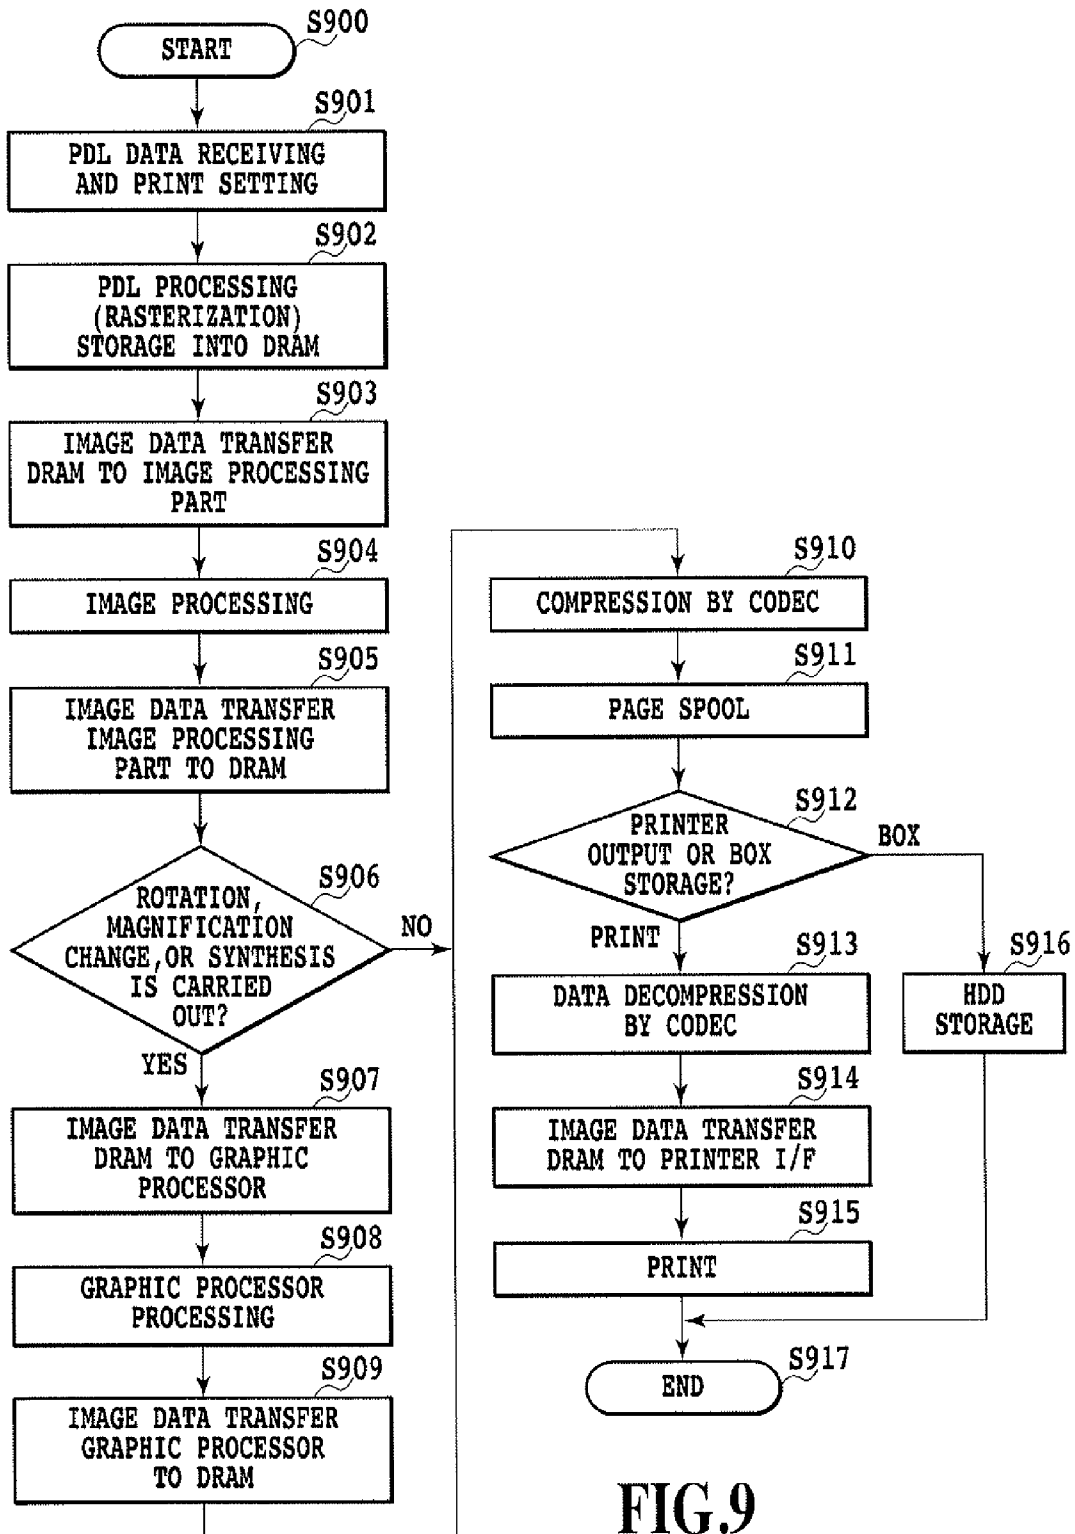 S900
START
S901
PDL DATA RECEIVING
AND PRINT SETTING
S902
PDL PROCESSING
(RASTERIZATION)
STORAGE INTO DRAM
S903
IMAGE DATA TRANSFER
DRAM TO IMAGE PROCESSING
PART
S904
IMAGE PROCESSING
S905
IMAGE DATA TRANSFER
IMAGE PROCESSING
PART TO DRAM
S906
ROTATION,
MAGNIFICATION
CHANGE, OR SYNTHESIS
IS CARRIED
OUT?
NO
YES
S907
IMAGE DATA TRANSFER
DRAM TO GRAPHIC
PROCESSOR
S908
GRAPHIC PROCESSOR
PROCESSING
S909
IMAGE DATA TRANSFER
GRAPHIC PROCESSOR
TO DRAM
S910
COMPRESSION BY CODEC
S911
PAGE SPOOL
S912
PRINTER
OUTPUT OR BOX
STORAGE?
BOX
PRINT
S913
DATA DECOMPRESSION
BY CODEC
S916
HDD
STORAGE
S914
IMAGE DATA TRANSFER
DRAM TO PRINTER I/F
S915
PRINT
S917
END
FIG.9